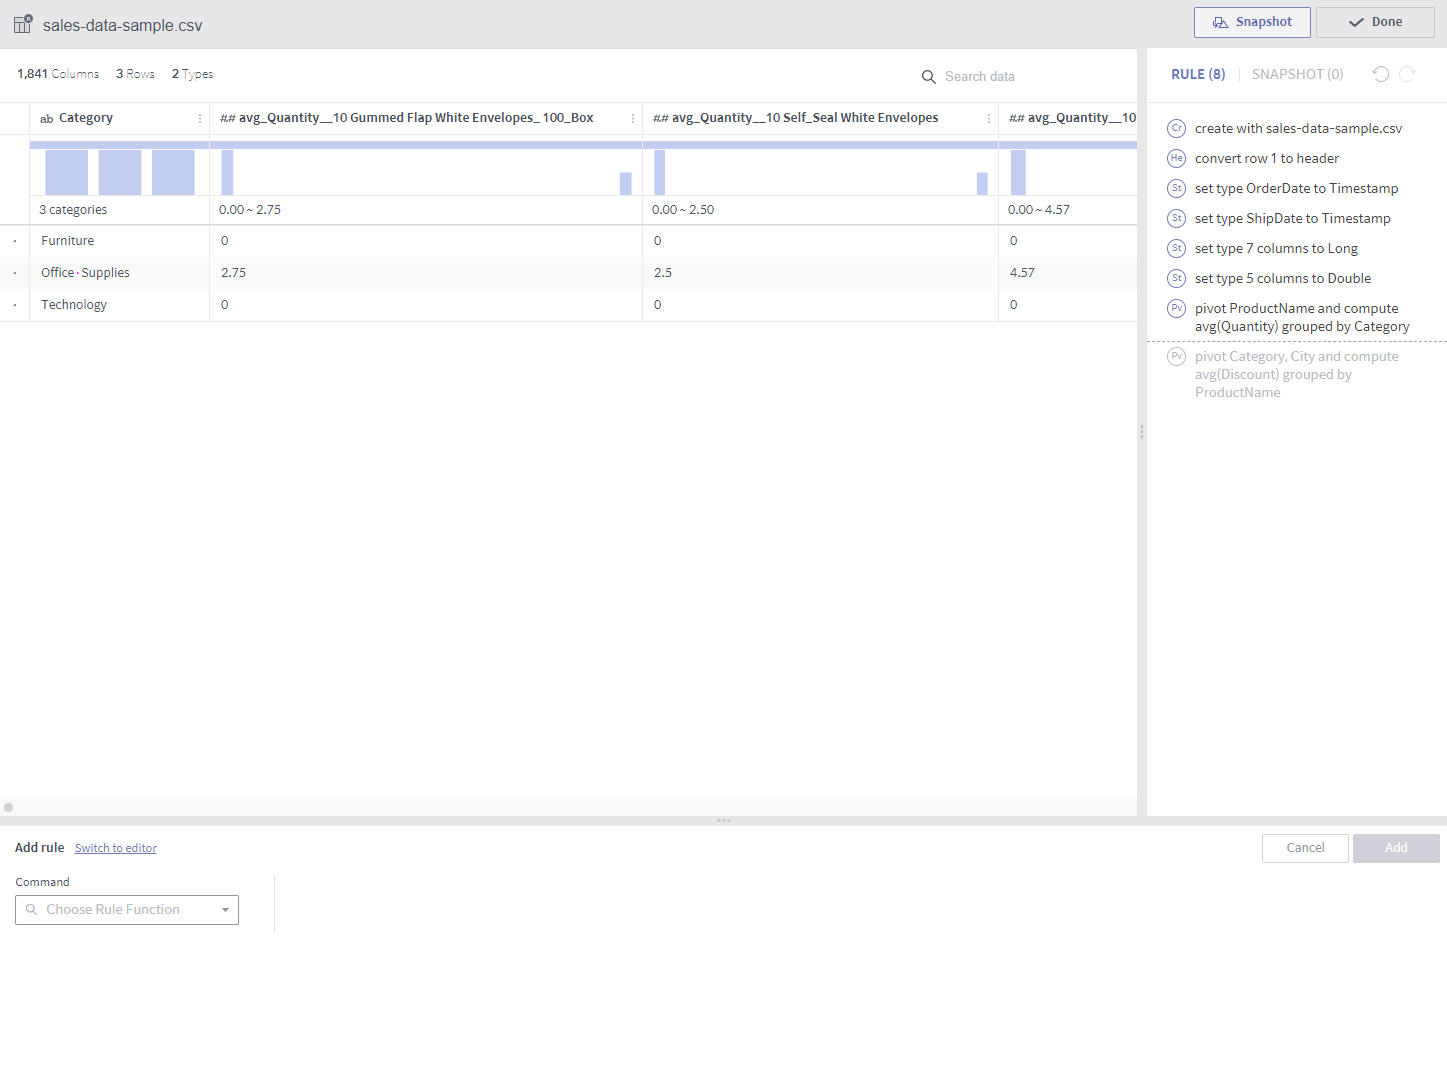 sales-data-sample.csv
Snapshot
Done
1,841 Columns 3 Rows 2 Types
Search data
RULE (8) SNAPSHOT (0)
ab Category
## avg_Quantity__10 Gummed Flap White Envelopes_ 100_Box
## avg_Quantity__10 Self_Seal White Envelopes
## avg_Quantity__10
3 categories
0.00 ~ 2.75
0.00 ~ 2.50
0.00 ~ 4.57
Furniture 0 0 0
Office·Supplies 2.75 2.5 4.57
Technology 0 0 0
Cr create with sales-data-sample.csv
He convert row 1 to header
St set type OrderDate to Timestamp
St set type ShipDate to Timestamp
St set type 7 columns to Long
St set type 5 columns to Double
Pv pivot ProductName and compute
avg(Quantity) grouped by Category
Pv pivot Category, City and compute
avg(Discount) grouped by
ProductName
Add rule Switch to editor
Cancel
Add
Command
Choose Rule Function